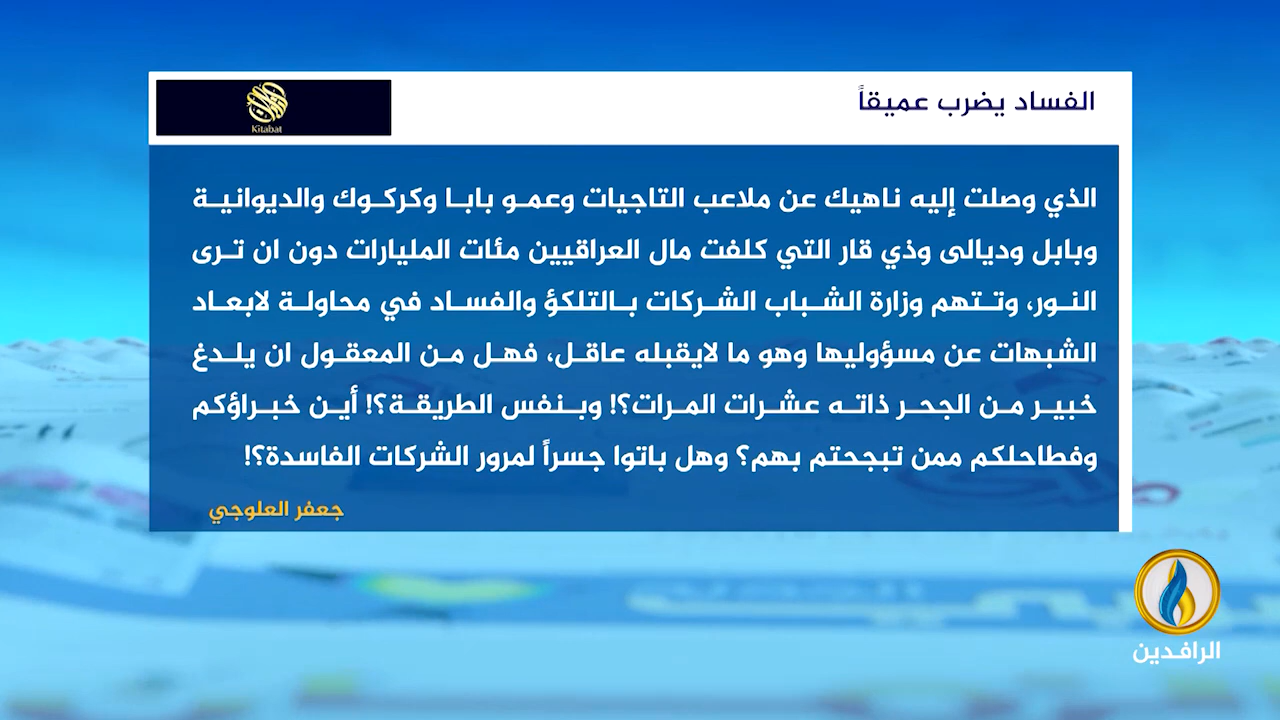 الفساد يضرب عميقاً
Kitabat
الذي وصلت إليه ناهيك عن ملاعب التاجيات وعمو بابا وكركوك والديوانية
وبابل وديالى وذي قار التي كلفت مال العراقيين مئات المليارات دون ان ترى
النور، وتتهم وزارة الشباب الشركات بالتلكؤ والفساد في محاولة لابعاد
الشبهات عن مسؤوليها وهو ما لايقبله عاقل، فهل من المعقول ان يلدغ
خبير من الجحر ذاته عشرات المرات؟! وبنفس الطريقة؟! أين خبراؤكم
وفطاحلكم ممن تبجحتم بهم؟ وهل باتوا جسراً لمرور الشركات الفاسدة؟!
جعفر العلوجي
الرافدين